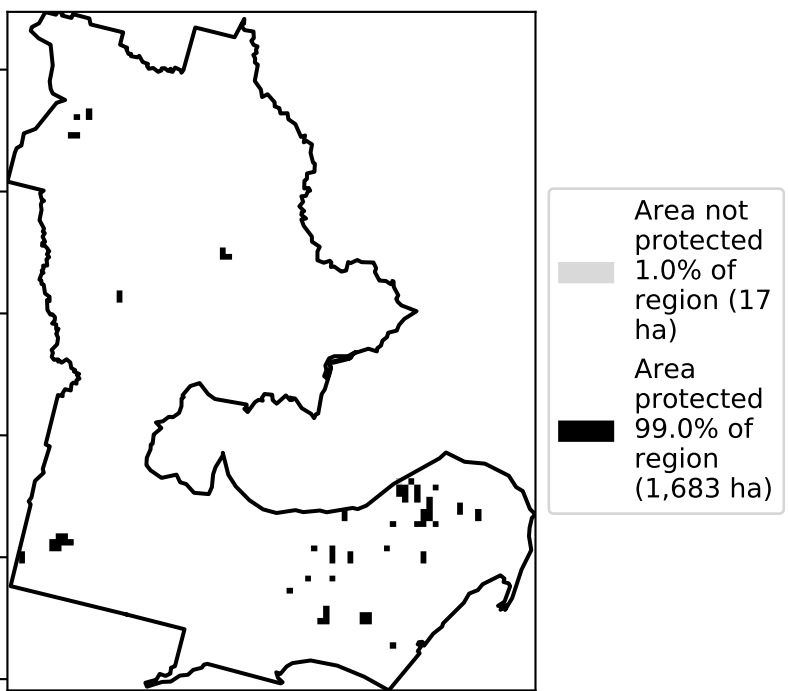 Area not
protected
1.0% of
region (17
ha)
Area
protected
99.0% of
region
(1,683 ha)